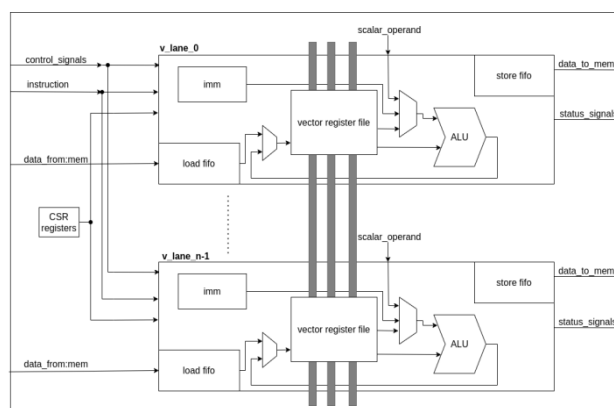 scalar_operand
control_signals
v_lane_0
data_to_mem
store fifo
instruction
imm
vector register file
status_signals
ALU
data_from:mem
load fifo
CSR
registers
scalar_operand
v_lane_n-1
data_to_mem
store fifo
imm
vector register file
status_signals
ALU
data_from:mem
load fifo